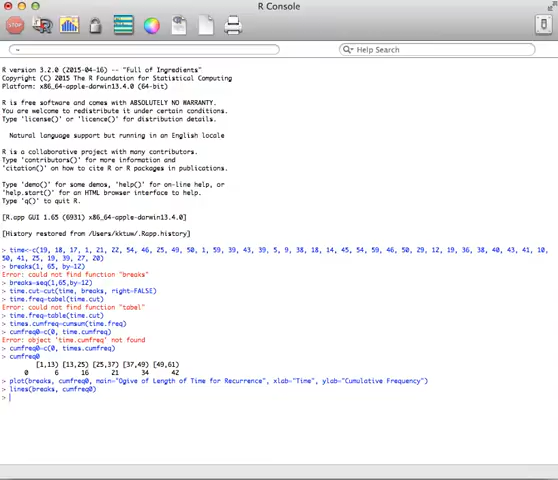 R Console
STOP
R
Help Search
R version 3.2.0 (2015-04-16) -- "Full of Ingredients"
Copyright (C) 2015 The R Foundation for Statistical Computing
Platform: x86_64-apple-darwin13.4.0 (64-bit)
R is free software and comes with ABSOLUTELY NO WARRANTY.
You are welcome to redistribute it under certain conditions.
Type 'license()' or 'licence()' for distribution details.
Natural language support but running in an English locale
R is a collaborative project with many contributors.
Type 'contributors()' for more information and
'citation()' on how to cite R or R packages in publications.
Type 'demo()' for some demos, 'help()' for on-line help, or
'help.start()' for an HTML browser interface to help.
Type 'q()' to quit R.
[R.app GUI 1.65 (6931) x86_64-apple-darwin13.4.0]
[History restored from /Users/kktum/.Rapp.history]
> time<-c(19, 18, 17, 1, 21, 22, 54, 46, 25, 49, 50, 1, 59, 39, 43, 39, 5, 9, 38, 18, 14, 45, 54, 59, 46, 50, 29, 12, 19, 36, 38, 40, 43, 41, 10,
50, 41, 25, 19, 39, 27, 20)
> breaks(1, 65, by=12)
Error: could not find function "breaks"
> breaks=seq(1,65,by=12)
> time.cut=cut(time, breaks, right=FALSE)
> time.freq=tabel(time.cut)
Error: could not find function "tabel"
> time.freq=table(time.cut)
> times.cumfreq=cumsum(time.freq)
> cumfreq0=c(0, time.cumfreq)
Error: object 'time.cumfreq' not found
> cumfreq0=c(0, times.cumfreq)
> cumfreq0
[1,13) [13,25) [25,37) [37,49) [49,61)
0 6 16 21 34 42
> plot(breaks, cumfreq0, main="Ogive of Length of Time for Recurrence", xlab="Time", ylab="Cumulative Frequency")
> lines(breaks, cumfreq0)
>